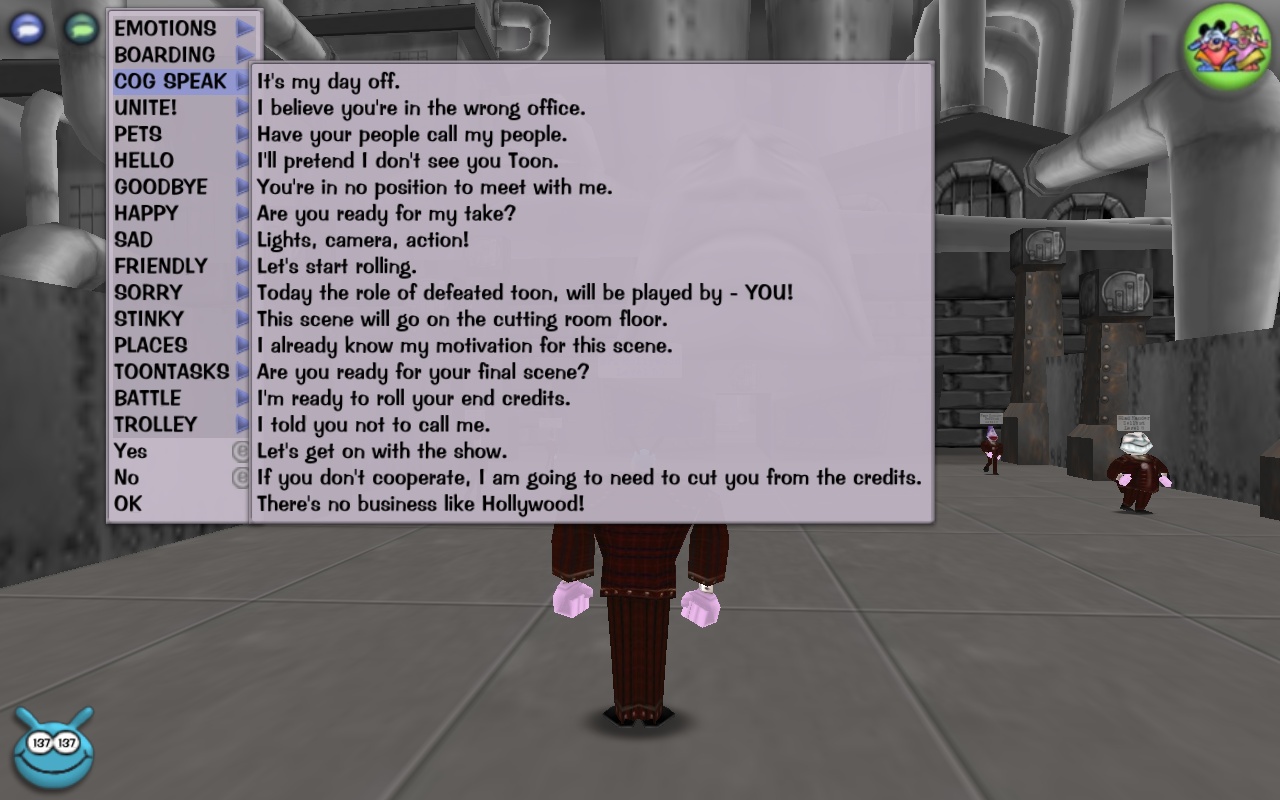 EMOTIONS
BOARDING
COG SPEAK
UNITE!
PETS
HELLO
GOODBYE
HAPPY
SAD
FRIENDLY
SORRY
STINKY
PLACES
TOONTASKS
BATTLE
TROLLEY
Yes
No
OK
It's my day off.
I believe you're in the wrong office.
Have your people call my people.
I'll pretend I don't see you Toon.
You're in no position to meet with me.
Are you ready for my take?
Lights, camera, action!
Let's start rolling.
Today the role of defeated toon, will be played by - YOU!
This scene will go on the cutting room floor.
I already know my motivation for this scene.
Are you ready for your final scene?
I'm ready to roll your end credits.
I told you not to call me.
Let's get on with the show.
If you don't cooperate, I am going to need to cut you from the credits.
There's no business like Hollywood!
137 137